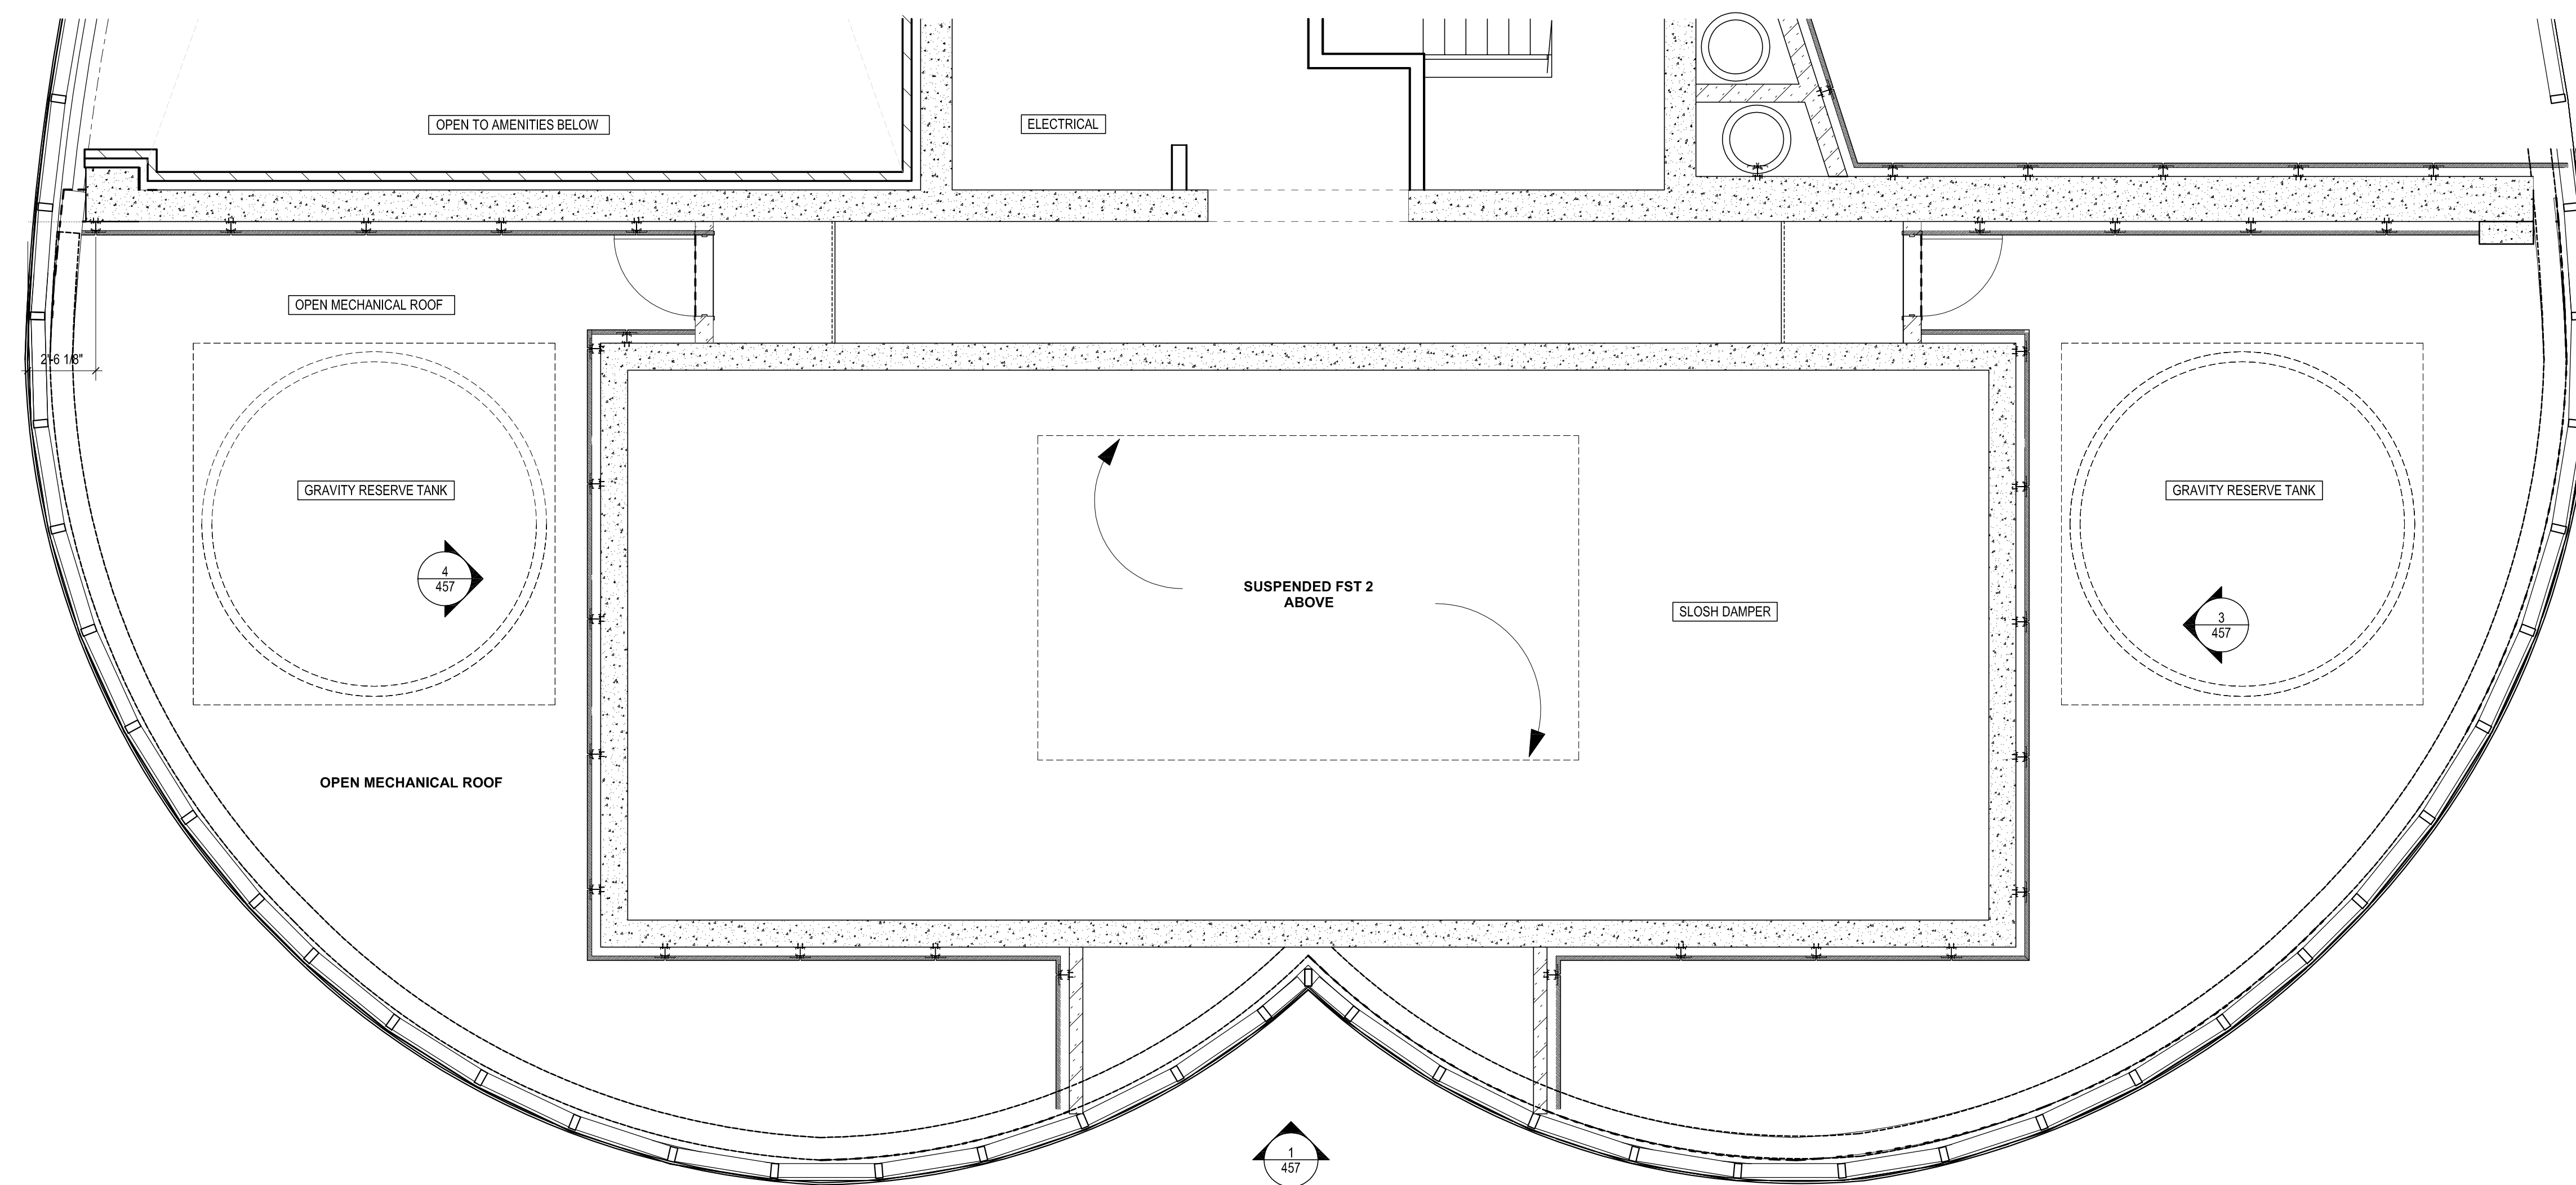 OPEN TO AMENITIES BELOW
ELECTRICAL
OPEN MECHANICAL ROOF
2'-6 1/8"
GRAVITY RESERVE TANK
GRAVITY RESERVE TANK
4
457
SUSPENDED FST 2
ABOVE
SLOSH DAMPER
3
457
OPEN MECHANICAL ROOF
1
457